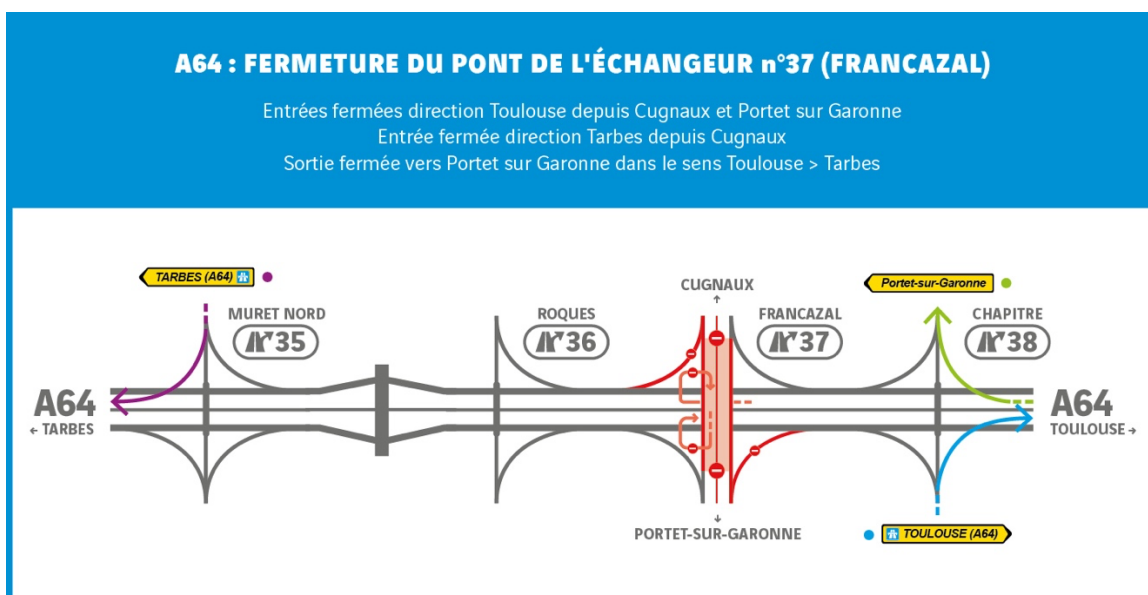 A64 : FERMETURE DU PONT DE L'ÉCHANGEUR n°37 (FRANCAZAL)
Entrées fermées direction Toulouse depuis Cugnaux et Portet sur Garonne
Entrée fermée direction Tarbes depuis Cugnaux
Sortie fermée vers Portet sur Garonne dans le sens Toulouse > Tarbes
TARBES (A64)
CUGNAUX
Portet-sur-Garonne
MURET NORD
35
ROQUES
36
FRANCAZAL
37
CHAPITRE
38
A64
← TARBES
A64
TOULOUSE →
PORTET-SUR-GARONNE
TOULOUSE (A64)